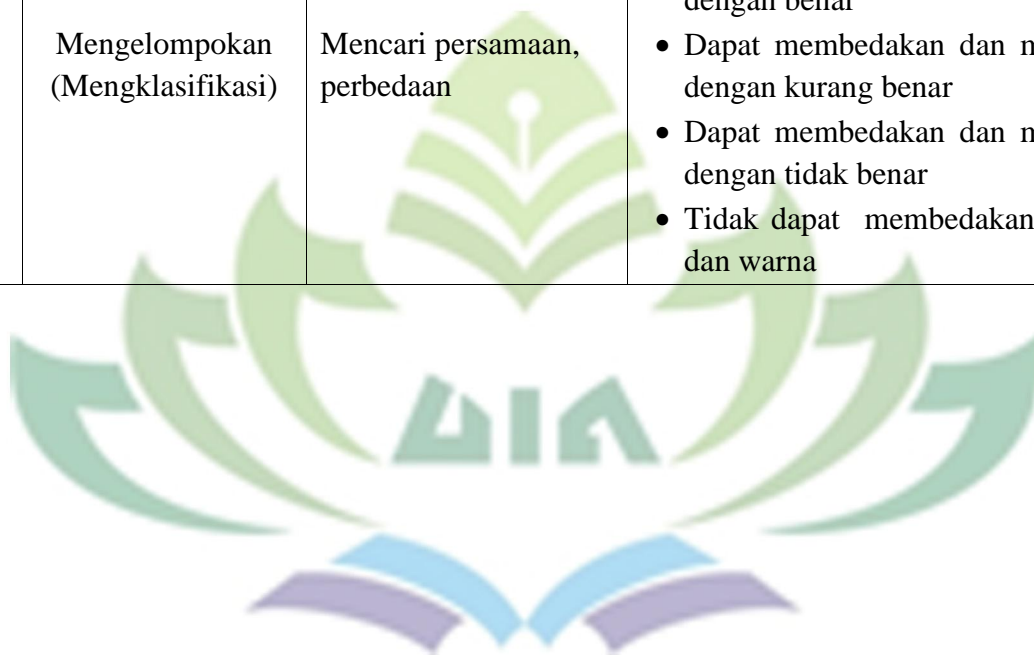 dengan benar
Mengelompokan
(Mengklasifikasi)
Mencari persamaan,
perbedaan
• Dapat membedakan dan
dengan kurang benar
• Dapat membedakan dan
dengan tidak benar
• Tidak dapat membedakan
dan warna
UIN